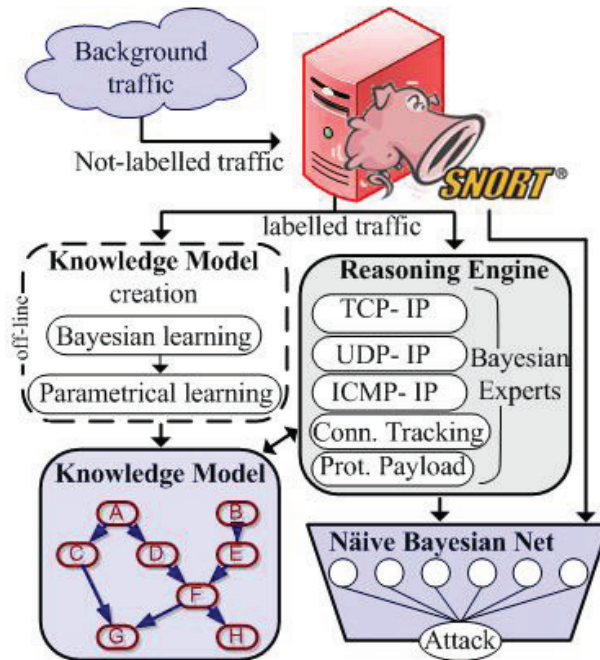 Background
traffic
Not-labelled traffic
SNORT®
labelled traffic
Knowledge Model
creation
off-line
Bayesian learning
Parametrical learning
Reasoning Engine
TCP- IP
UDP- IP
ICMP- IP
Conn. Tracking
Prot. Payload
Bayesian
Experts
Knowledge Model
A
B
C
D
E
F
G
H
Näive Bayesian Net
Attack